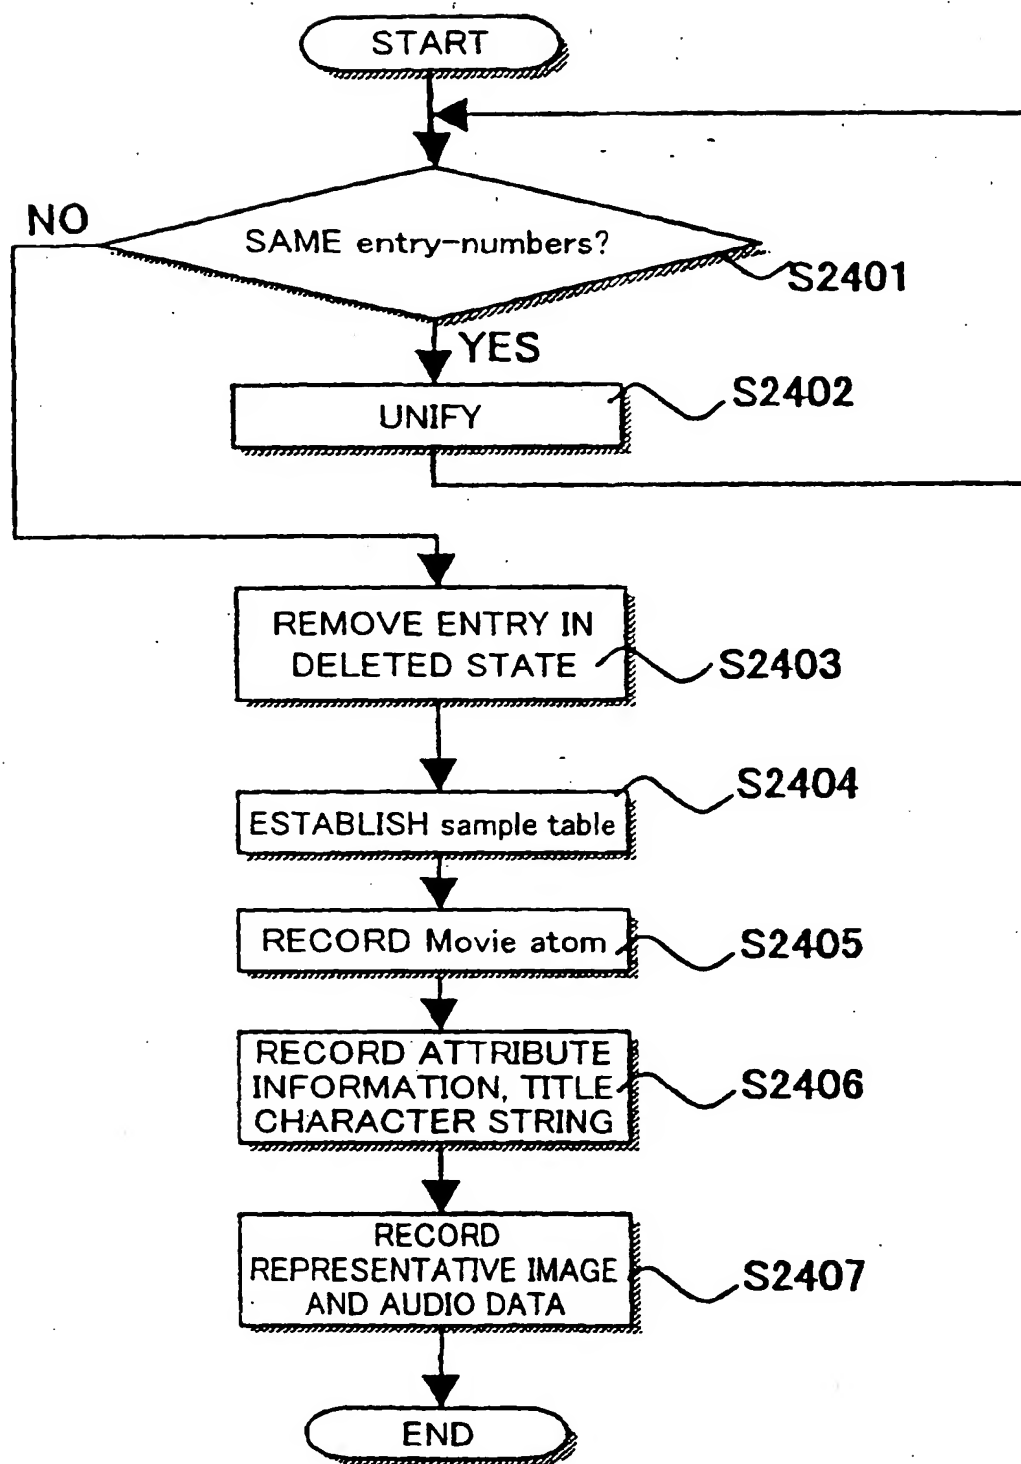 START
NO
SAME entry-numbers?
S2401
YES
UNIFY
S2402
REMOVE ENTRY IN
DELETED STATE
S2403
ESTABLISH sample table
S2404
RECORD Movie atom
S2405
RECORD ATTRIBUTE
INFORMATION, TITLE
CHARACTER STRING
S2406
RECORD
REPRESENTATIVE IMAGE
AND AUDIO DATA
S2407
END